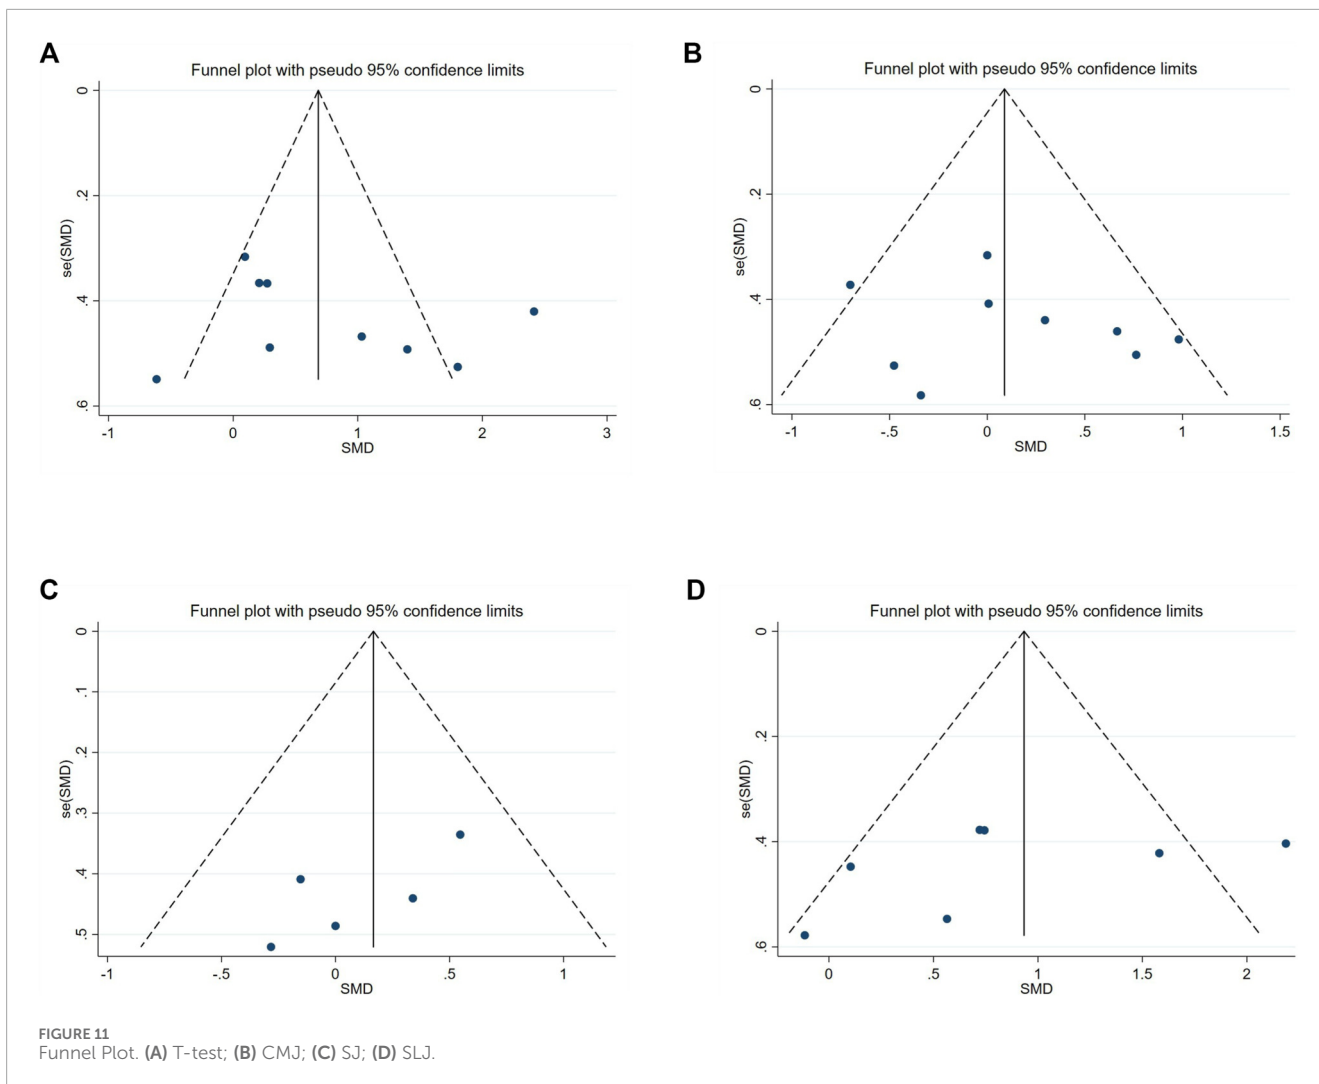 A
Funnel plot with pseudo 95% confidence limits
0
.2
.4
.6
se(SMD)
-1
0
1
2
3
SMD
B
Funnel plot with pseudo 95% confidence limits
0
.2
.4
.6
se(SMD)
-1
-.5
0
.5
1
1.5
SMD
C
Funnel plot with pseudo 95% confidence limits
0
.1
.2
.3
.4
.5
se(SMD)
-1
-.5
0
.5
1
SMD
D
Funnel plot with pseudo 95% confidence limits
0
.2
.4
.6
se(SMD)
0
.5
1
1.5
2
SMD
FIGURE 11
Funnel Plot. (A) T-test; (B) CMJ; (C) SJ; (D) SLJ.